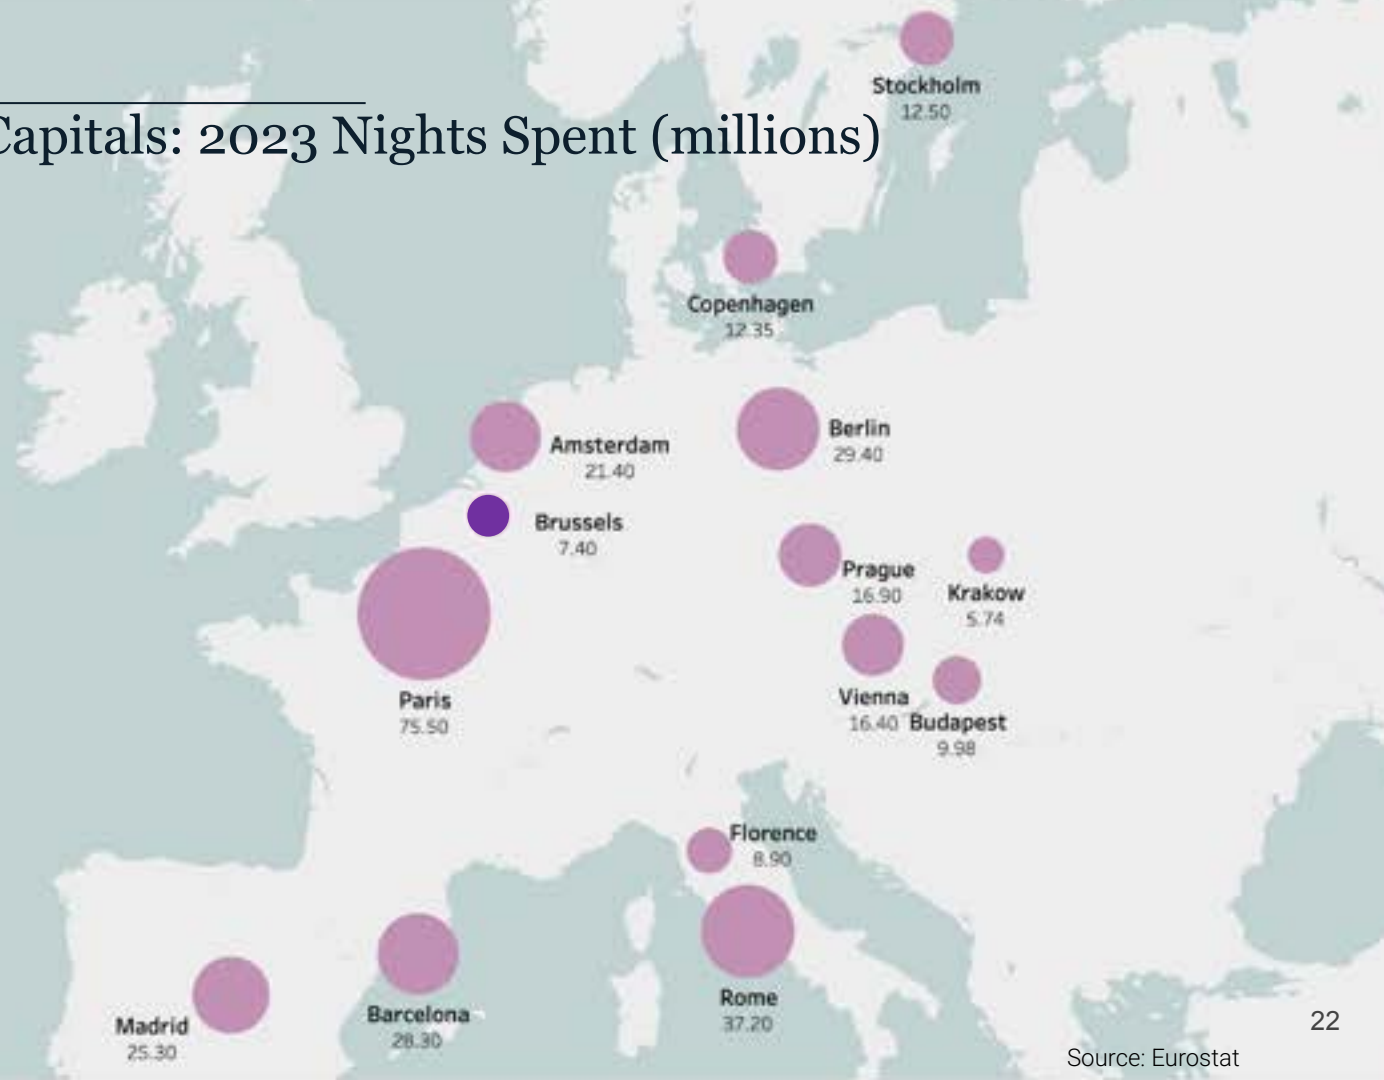 Capitals: 2023 Nights Spent (millions)
Stockholm
12.50
Copenhagen
12.35
Amsterdam
21.40
Berlin
29.40
Brussels
7.40
Prague
16.90
Krakow
5.74
Paris
75.50
Vienna
16.40
Budapest
9.98
Florence
8.90
Rome
37.20
Barcelona
28.30
Madrid
25.30
22
Source: Eurostat